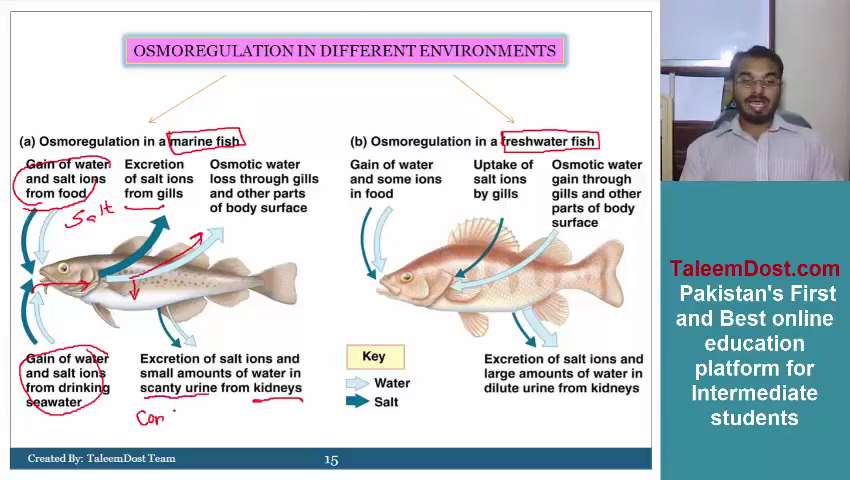 OSMOREGULATION IN DIFFERENT ENVIRONMENTS
(a) Osmoregulation in a marine fish
Gain of water
and salt ions
from food
Excretion
of salt ions
from gills
Osmotic water
loss through gills
and other parts
of body surface
Salt
Gain of water
and salt ions
from drinking
seawater
Excretion of salt ions and
small amounts of water in
scanty urine from kidneys
Con
(b) Osmoregulation in a freshwater fish
Gain of water
and some ions
in food
Uptake of
salt ions
by gills
Osmotic water
gain through
gills and other
parts of body
surface
Key
Water
Salt
Excretion of salt ions and
large amounts of water in
dilute urine from kidneys
Created By: TaleemDost Team
15
TaleemDost.com
Pakistan's First
and Best online
education
platform for
Intermediate
students